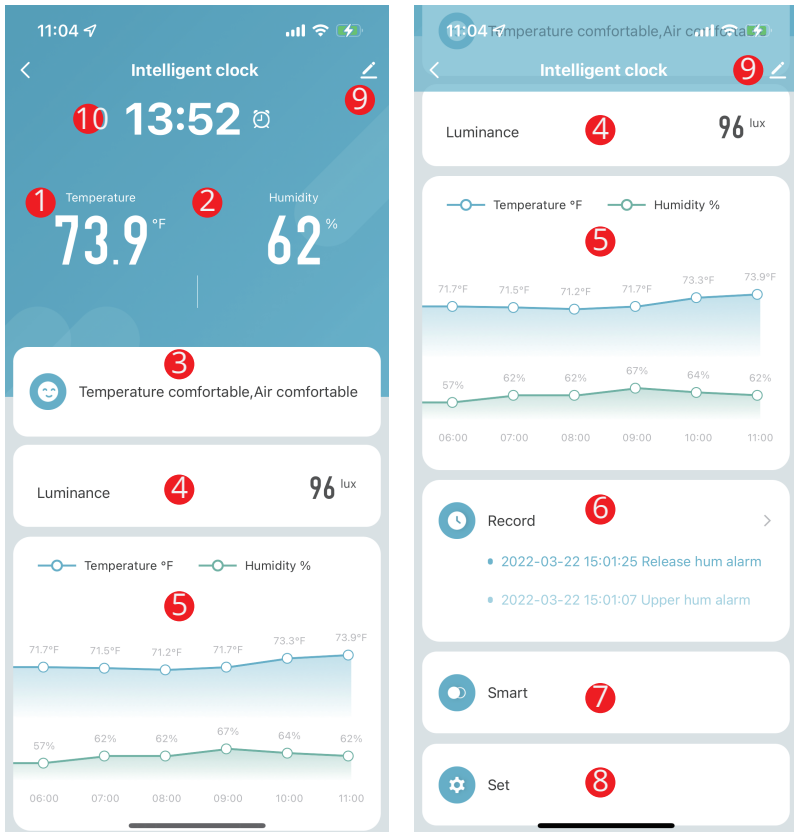 11:04
Intelligent clock
9
10 13:52
1 Temperature 2 Humidity
73.9 °F 62 %
3
Temperature comfortable,Air comfortable
Luminance 4 96 lux
Temperature °F Humidity %
5
71.7°F 71.5°F 71.2°F 71.7°F 73.3°F 73.9°F
57% 62% 62% 67% 64% 62%
06:00 07:00 08:00 09:00 10:00 11:00
11:04
Temperature comfortable,Air comforta
Intelligent clock 9
Luminance 4 96 lux
Temperature °F Humidity %
5
71.7°F 71.5°F 71.2°F 71.7°F 73.3°F 73.9°F
57% 62% 62% 67% 64% 62%
06:00 07:00 08:00 09:00 10:00 11:00
6
Record
2022-03-22 15:01:25 Release hum alarm
2022-03-22 15:01:07 Upper hum alarm
Smart 7
Set 8